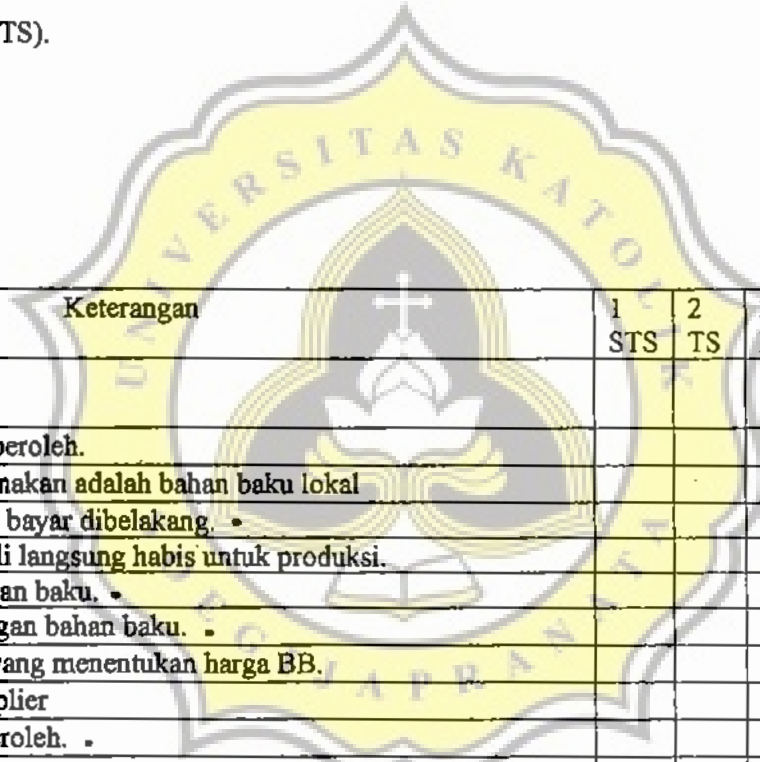 TS).
UNIVERSITAS KATOLIK
SOEGIJAPRANATA
Keterangan 1 2
STS TS
peroleh.
nakan adalah bahan baku lokal
bayar dibelakang.
li langsung habis untuk produksi.
an baku.
gan bahan baku.
ang menentukan harga BB.
plier
roleh.